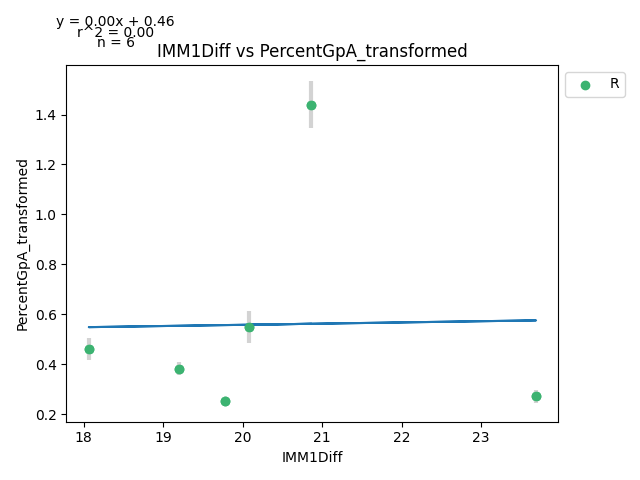 y = 0.00x + 0.46
r^2 = 0.00
n = 6
IMM1Diff vs PercentGpA_transformed
R
PercentGpA_transformed
1.4
1.2
1.0
0.8
0.6
0.4
0.2
18 19 20 21 22 23
IMM1Diff